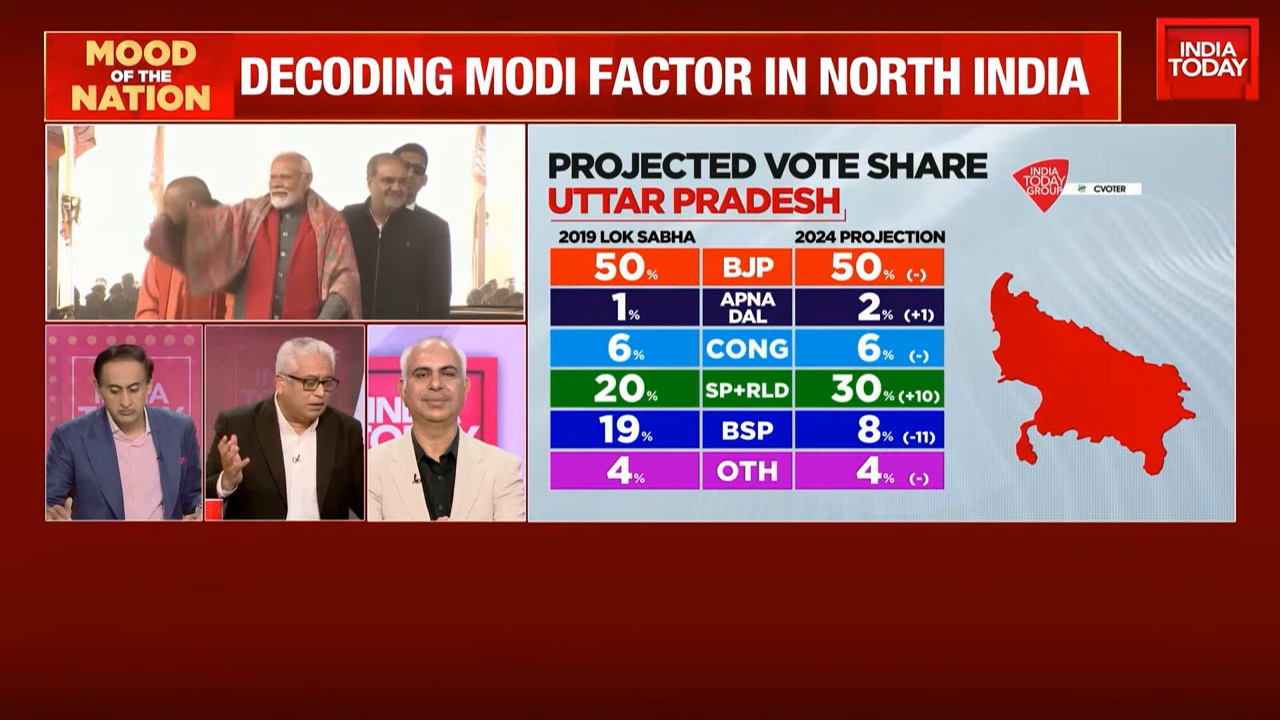 MOOD
OF THE
NATION
DECODING MODI FACTOR IN NORTH INDIA
INDIA
TODAY
PROJECTED VOTE SHARE
UTTAR PRADESH
INDIA
TODAY
GROUP
CVOTER
2019 LOK SABHA 2024 PROJECTION
50% BJP 50% (-)
1% APNA DAL 2% (+1)
6% CONG 6% (-)
20% SP+RLD 30% (+10)
19% BSP 8% (-11)
4% OTH 4% (-)